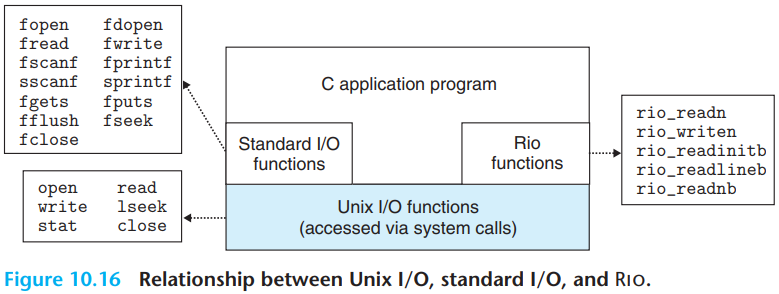 fopen fdopen
fread fwrite
fscanf fprintf
sscanf sprintf
fgets fputs
fflush fseek
fclose
C application program
Standard I/O
functions
Rio
functions
rio_readn
rio_writen
rio_readinitb
rio_readlineb
rio_readnb
open read
write lseek
stat close
Unix I/O functions
(accessed via system calls)
Figure 10.16 Relationship between Unix I/O, standard I/O, and RIO.